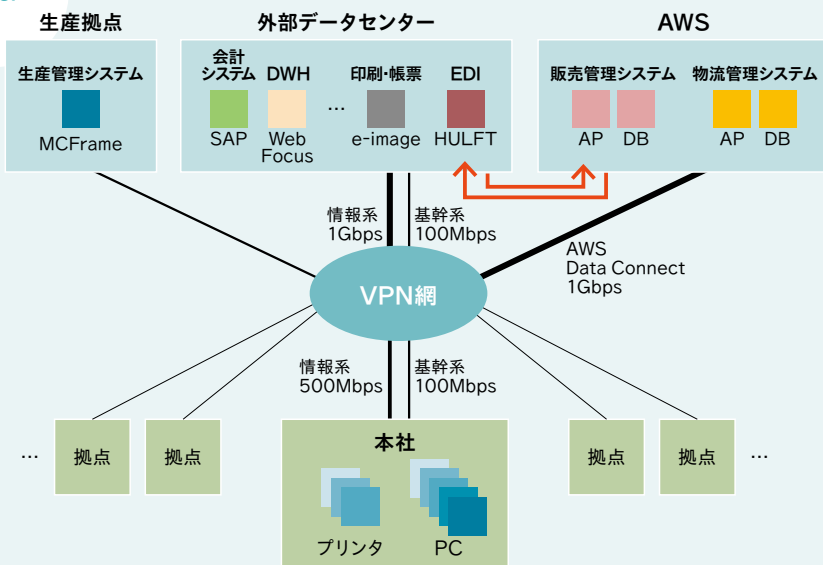 生産拠点
外部データセンター
AWS
生産管理システム
MCFrame
会計
システム
SAP
DWH
Web
Focus
…
印刷・帳票
e-image
EDI
HULFT
販売管理システム
AP
DB
物流管理システム
AP
DB
情報系
1Gbps
基幹系
100Mbps
AWS
Data Connect
1Gbps
VPN網
情報系
500Mbps
基幹系
100Mbps
…
拠点
拠点
本社
プリンタ
PC
拠点
拠点
…